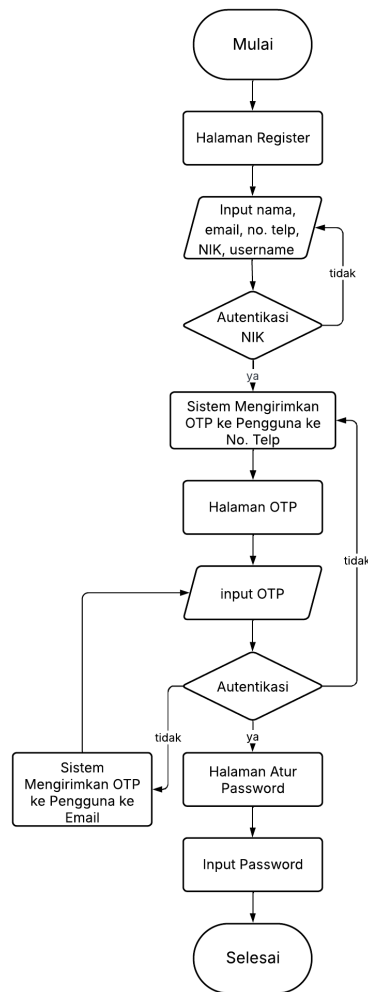 Mulai
Halaman Register
Input nama,
email, no. telp,
NIK, username
tidak
Autentikasi
NIK
ya
Sistem Mengirimkan
OTP ke Pengguna ke
No. Telp
Halaman OTP
tidak
input OTP
Autentikasi
tidak
ya
Sistem
Mengirimkan OTP
ke Pengguna ke
Email
Halaman Atur
Password
Input Password
Selesai